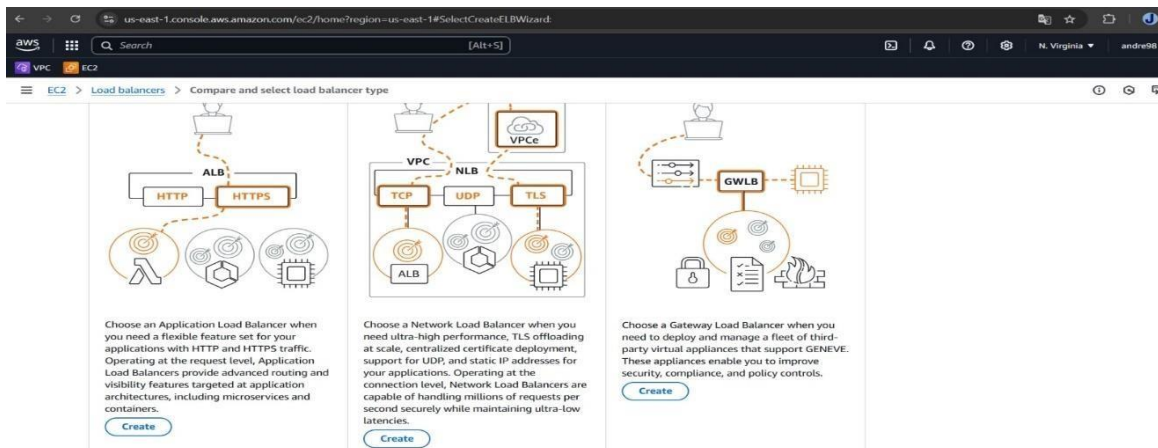 us-east-1.console.aws.amazon.com/ec2/home?region=us-east-1#SelectCreateELBWizard:
aws
Search
[Alt+S]
N. Virginia
andre98
VPC
EC2
EC2 > Load balancers > Compare and select load balancer type
ALB
HTTP
HTTPS
Choose an Application Load Balancer when
you need a flexible feature set for your
applications with HTTP and HTTPS traffic.
Operating at the request level, Application
Load Balancers provide advanced routing and
visibility features targeted at application
architectures, including microservices and
containers.
Create
VPCe
VPC
NLB
TCP
UDP
TLS
ALB
Choose a Network Load Balancer when you
need ultra-high performance, TLS offloading
at scale, centralized certificate deployment,
support for UDP, and static IP addresses for
your applications. Operating at the
connection level, Network Load Balancers are
capable of handling millions of requests per
second securely while maintaining ultra-low
latencies.
Create
GWLB
Choose a Gateway Load Balancer when you
need to deploy and manage a fleet of third-
party virtual appliances that support GENEVE.
These appliances enable you to improve
security, compliance, and policy controls.
Create